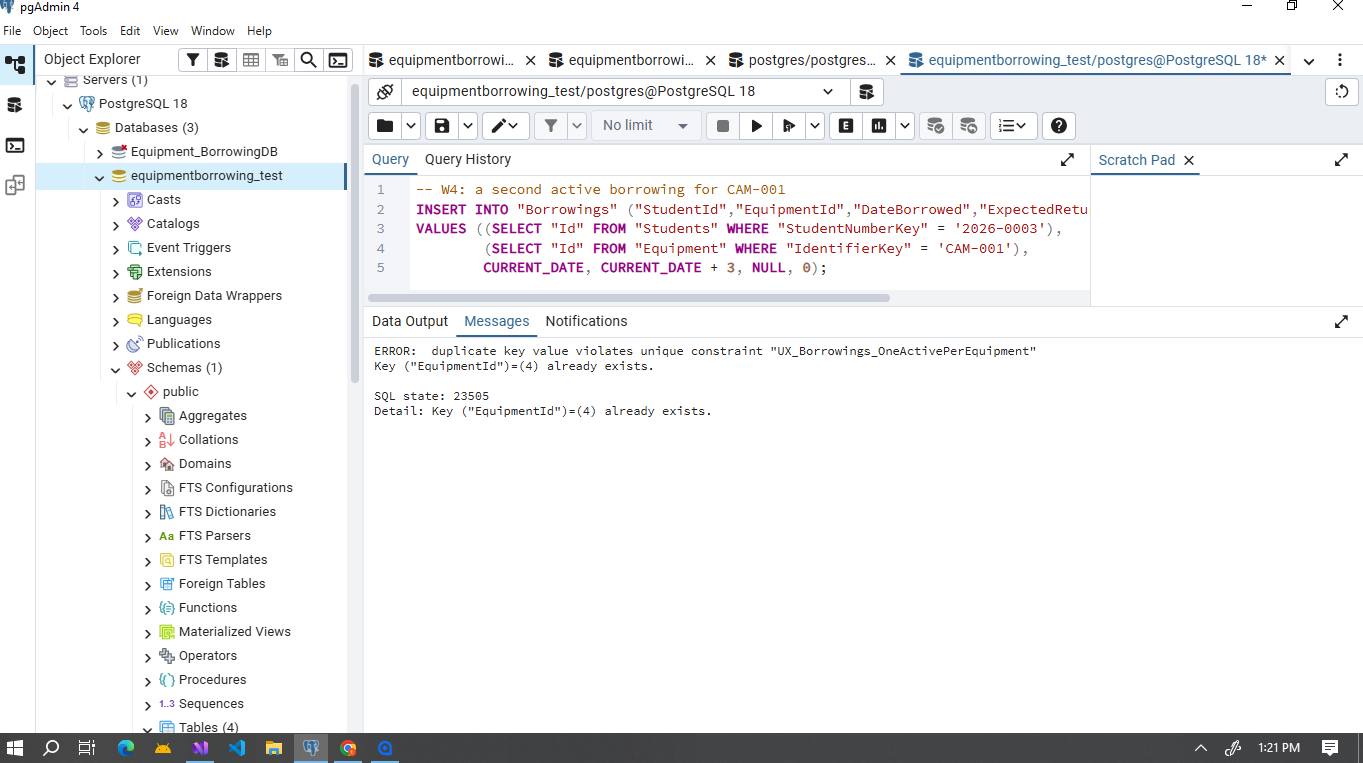 pgAdmin 4
File Object Tools Edit View Window Help
Object Explorer
equipmentborrowi...
equipmentborrowi...
postgres/postgres...
equipmentborrowing_test/postgres@PostgreSQL 18*
Servers (1)
PostgreSQL 18
Databases (3)
Equipment_BorrowingDB
equipmentborrowing_test
Casts
Catalogs
Event Triggers
Extensions
Foreign Data Wrappers
Languages
Publications
Schemas (1)
public
Aggregates
Collations
Domains
FTS Configurations
FTS Dictionaries
Aa FTS Parsers
FTS Templates
Foreign Tables
Functions
Materialized Views
Operators
Procedures
1..3 Sequences
Tables (4)
equipmentborrowing_test/postgres@PostgreSQL 18
No limit
E
Query Query History
Scratch Pad
1 -- W4: a second active borrowing for CAM-001
2 INSERT INTO "Borrowings" ("StudentId","EquipmentId","DateBorrowed","ExpectedRetu
3 VALUES ((SELECT "Id" FROM "Students" WHERE "StudentNumberKey" = '2026-0003'),
4 (SELECT "Id" FROM "Equipment" WHERE "IdentifierKey" = 'CAM-001'),
5 CURRENT_DATE, CURRENT_DATE + 3, NULL, 0);
Data Output Messages Notifications
ERROR:  duplicate key value violates unique constraint "UX_Borrowings_OneActivePerEquipment"
Key ("EquipmentId")=(4) already exists.
SQL state: 23505
Detail: Key ("EquipmentId")=(4) already exists.
1:21 PM